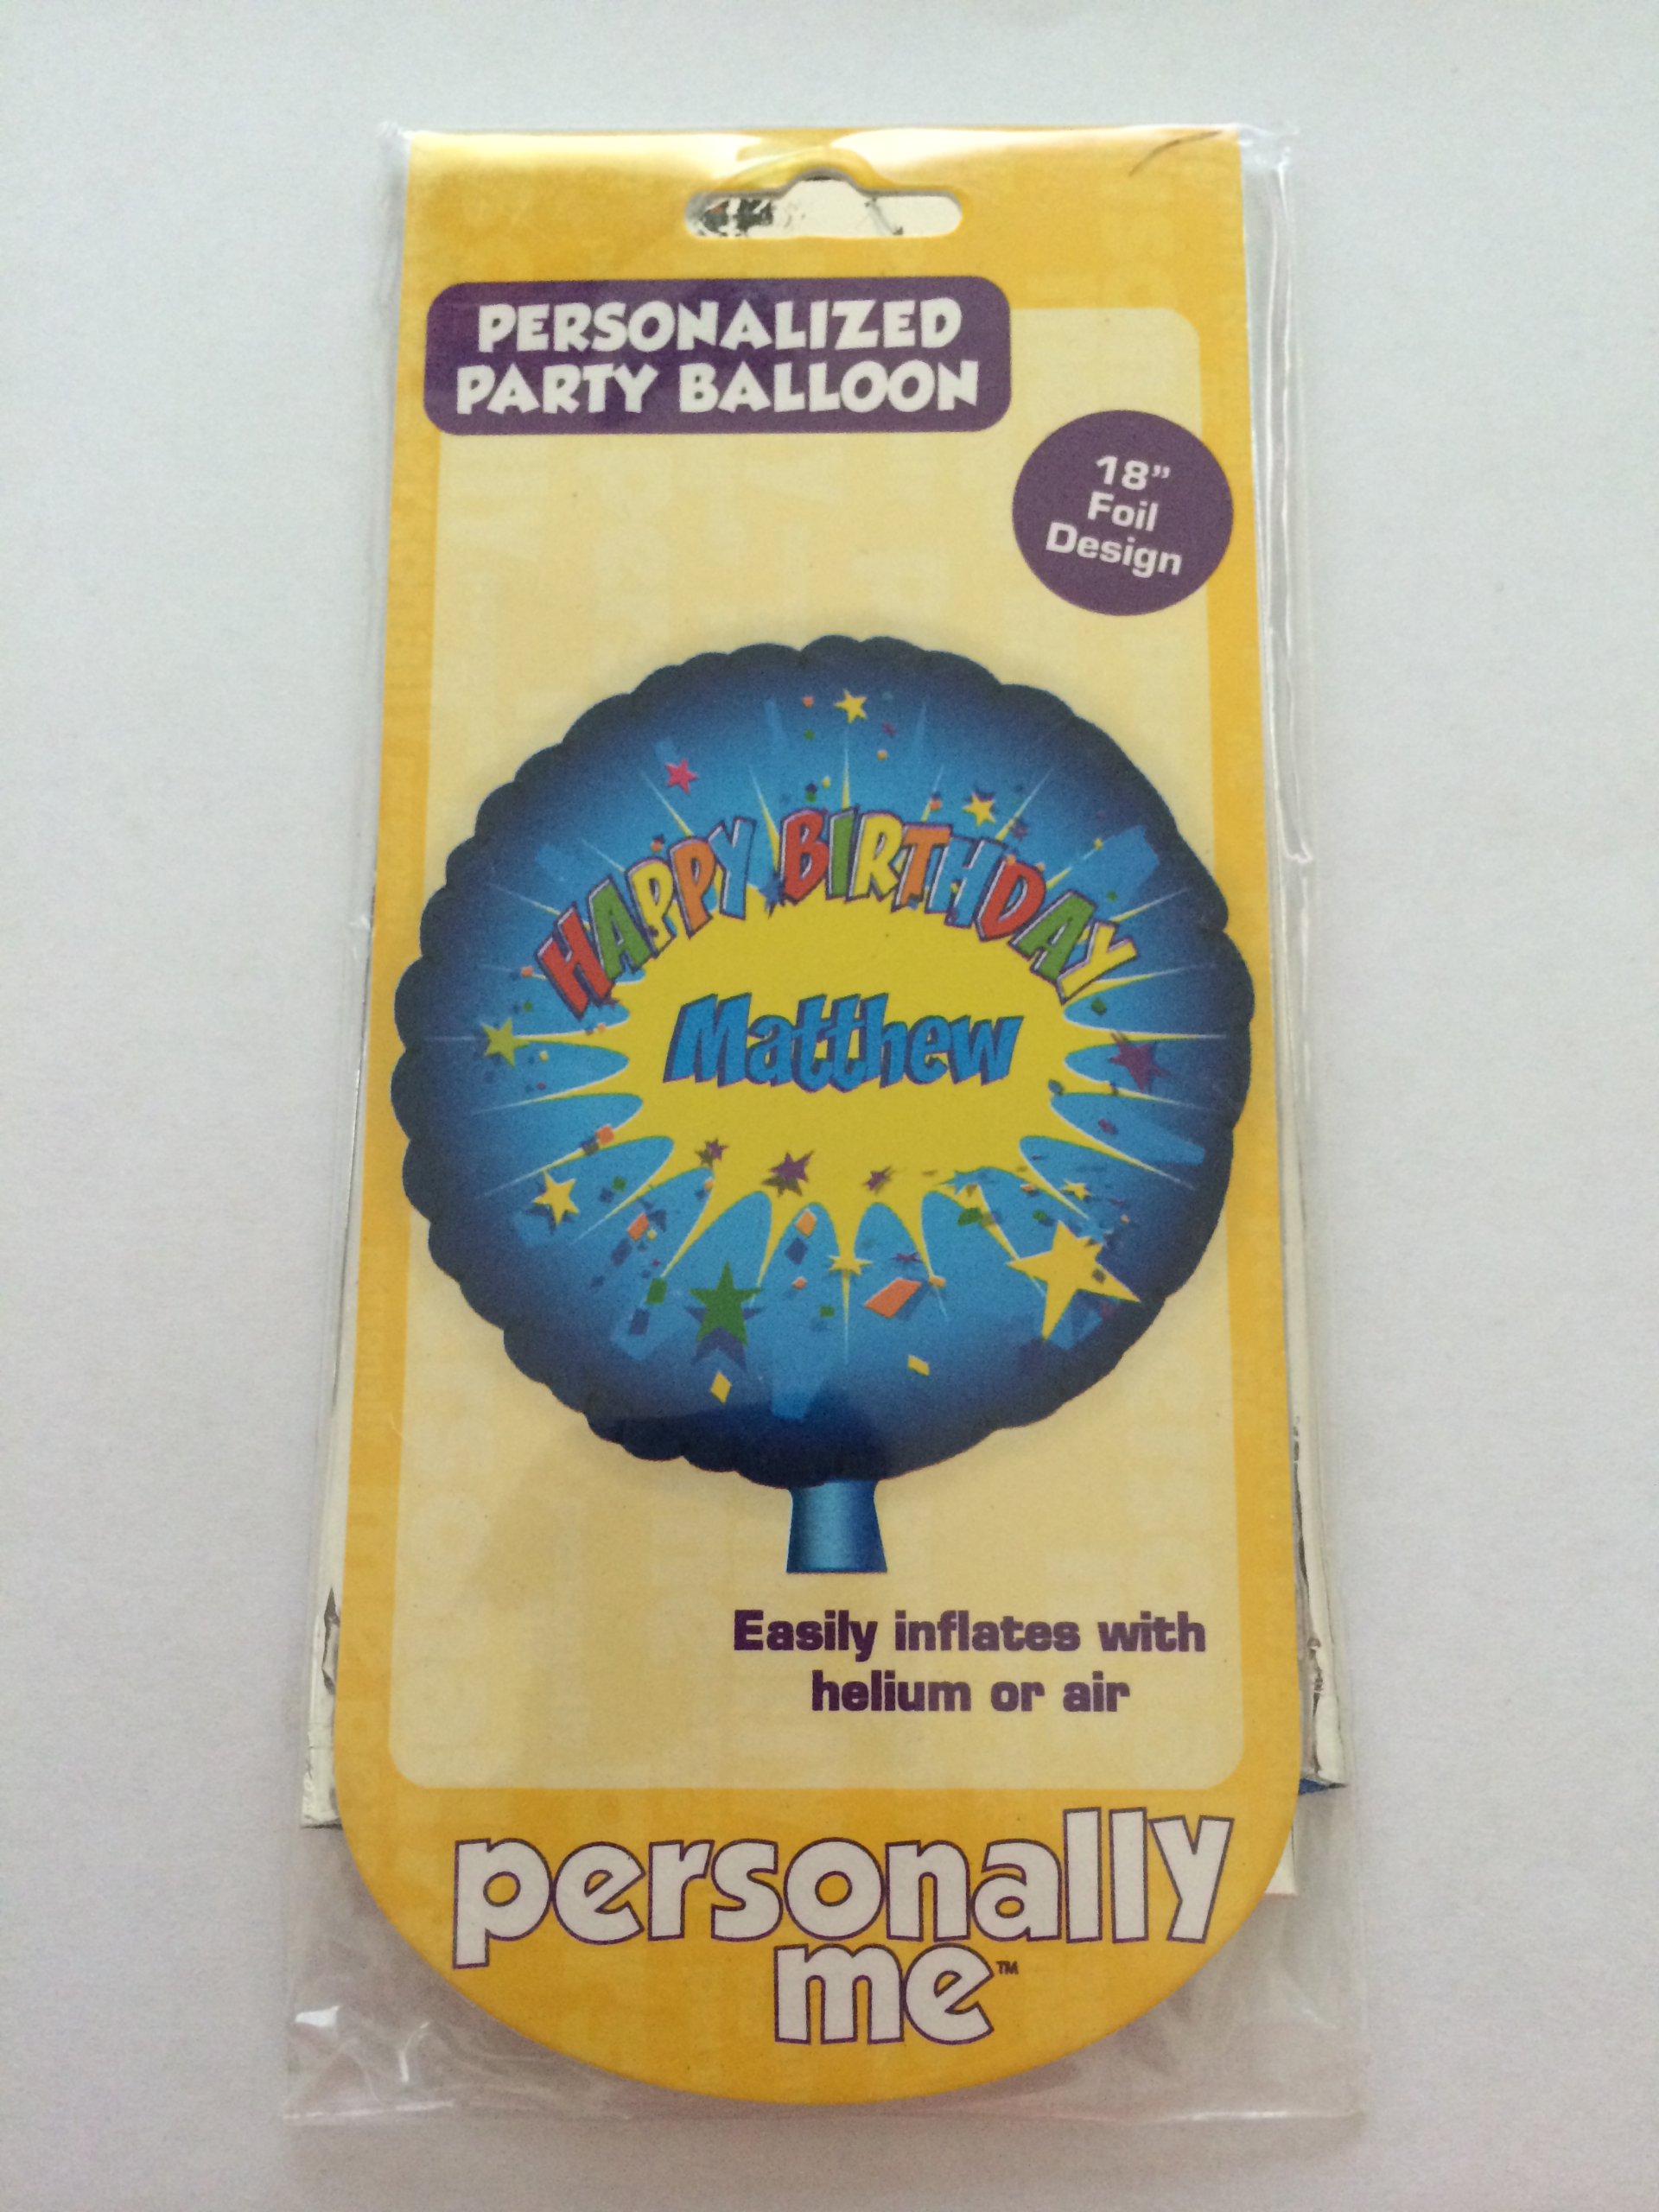 PERSONALIZED
PARTY BALLOON
18”
Foil
Design
HAPPY BIRTHDAY
Matthew
Easily inflates with
helium or air
personally
me™